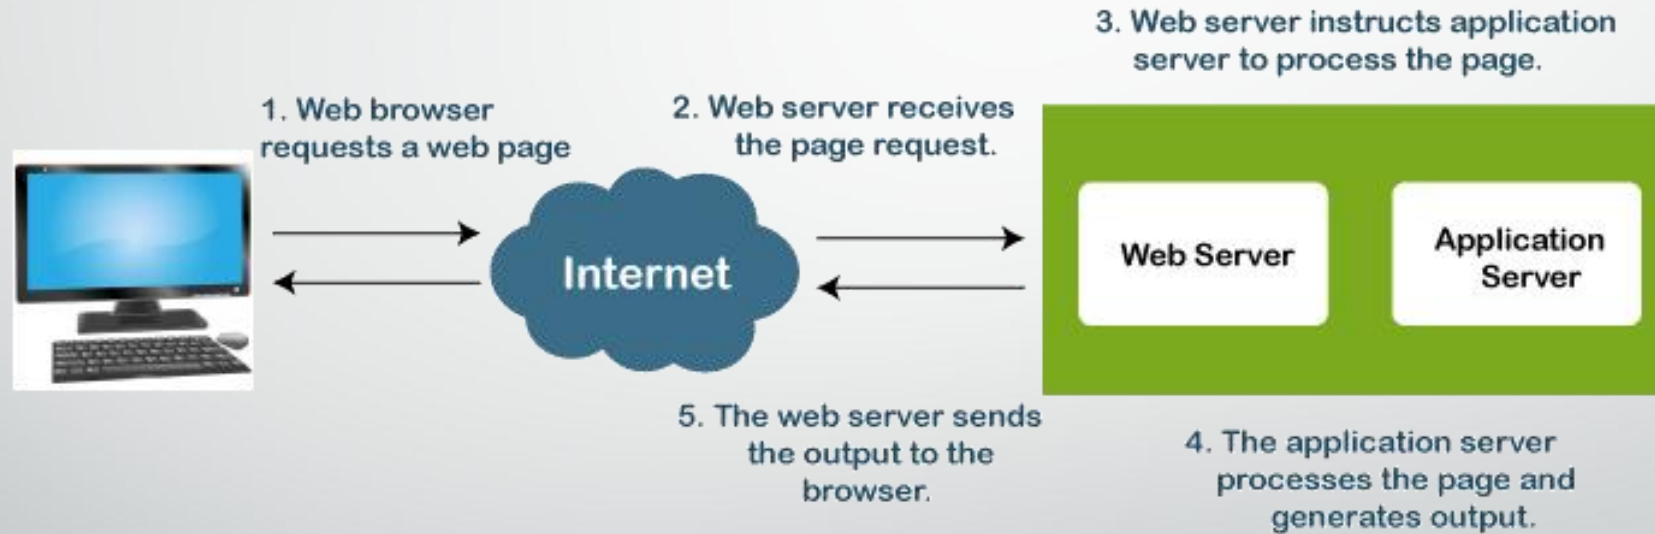 1. Web browser
requests a web page
2. Web server receives
the page request.
3. Web server instructs application
server to process the page.
Internet
Web Server
Application
Server
4. The application server
processes the page and
generates output.
5. The web server sends
the output to the
browser.